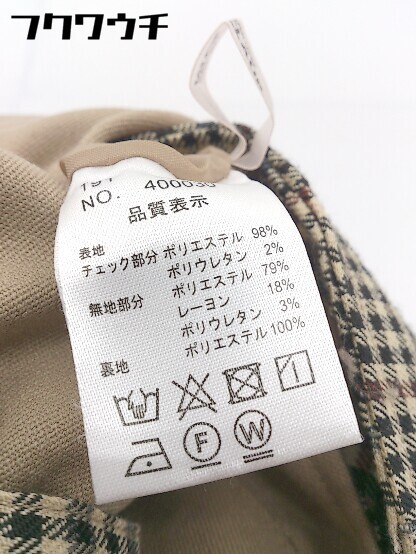 フクワウチ
191
NO. 400030
品質表示
表地
チェック部分 ポリエステル 98%
ポリウレタン 2%
無地部分 ポリエステル 79%
レーヨン 18%
ポリウレタン 3%
裏地 ポリエステル 100%
F W